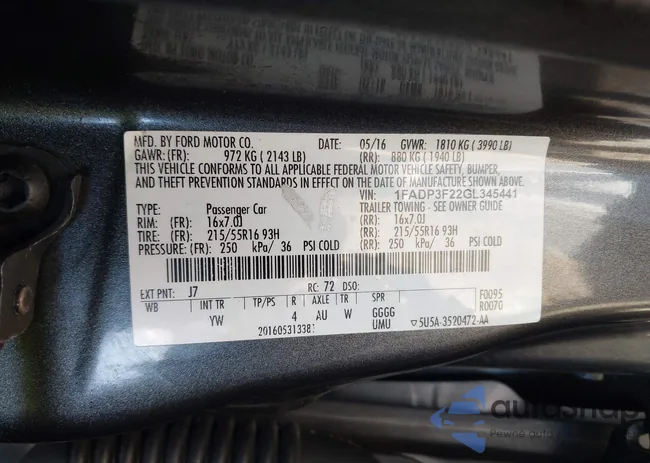 MFD. BY FORD MOTOR CO. DATE: 05/16 GVWR: 1810 KG ( 3990 LB)
GAWR: (FR): 972 KG ( 2143 LB) (RR): 880 KG ( 1940 LB)
THIS VEHICLE CONFORMS TO ALL APPLICABLE FEDERAL MOTOR VEHICLE SAFETY, BUMPER,
AND THEFT PREVENTION STANDARDS IN EFFECT ON THE DATE OF MANUFACTURE SHOWN ABOVE.
VIN: 1FADP3F22GL345441
TYPE: Passenger Car TRAILER TOWING - SEE OWNER GUIDE
RIM: (FR): 16x7.0J (RR): 16x7.0J
TIRE: (FR): 215/55R16 93H (RR): 215/55R16 93H
PRESSURE: (FR): 250 kPa/ 36 PSI COLD (RR): 250 kPa/ 36 PSI COLD
EXT PNT: J7 RC: 72 DSO: F0095
WB INT TR TP/PS R AXLE TR SPR R0070
YW 4 AU W GGGG
UMU
20160531338 ▽5U5A-3520472-AA
autosnap
Pewne auto